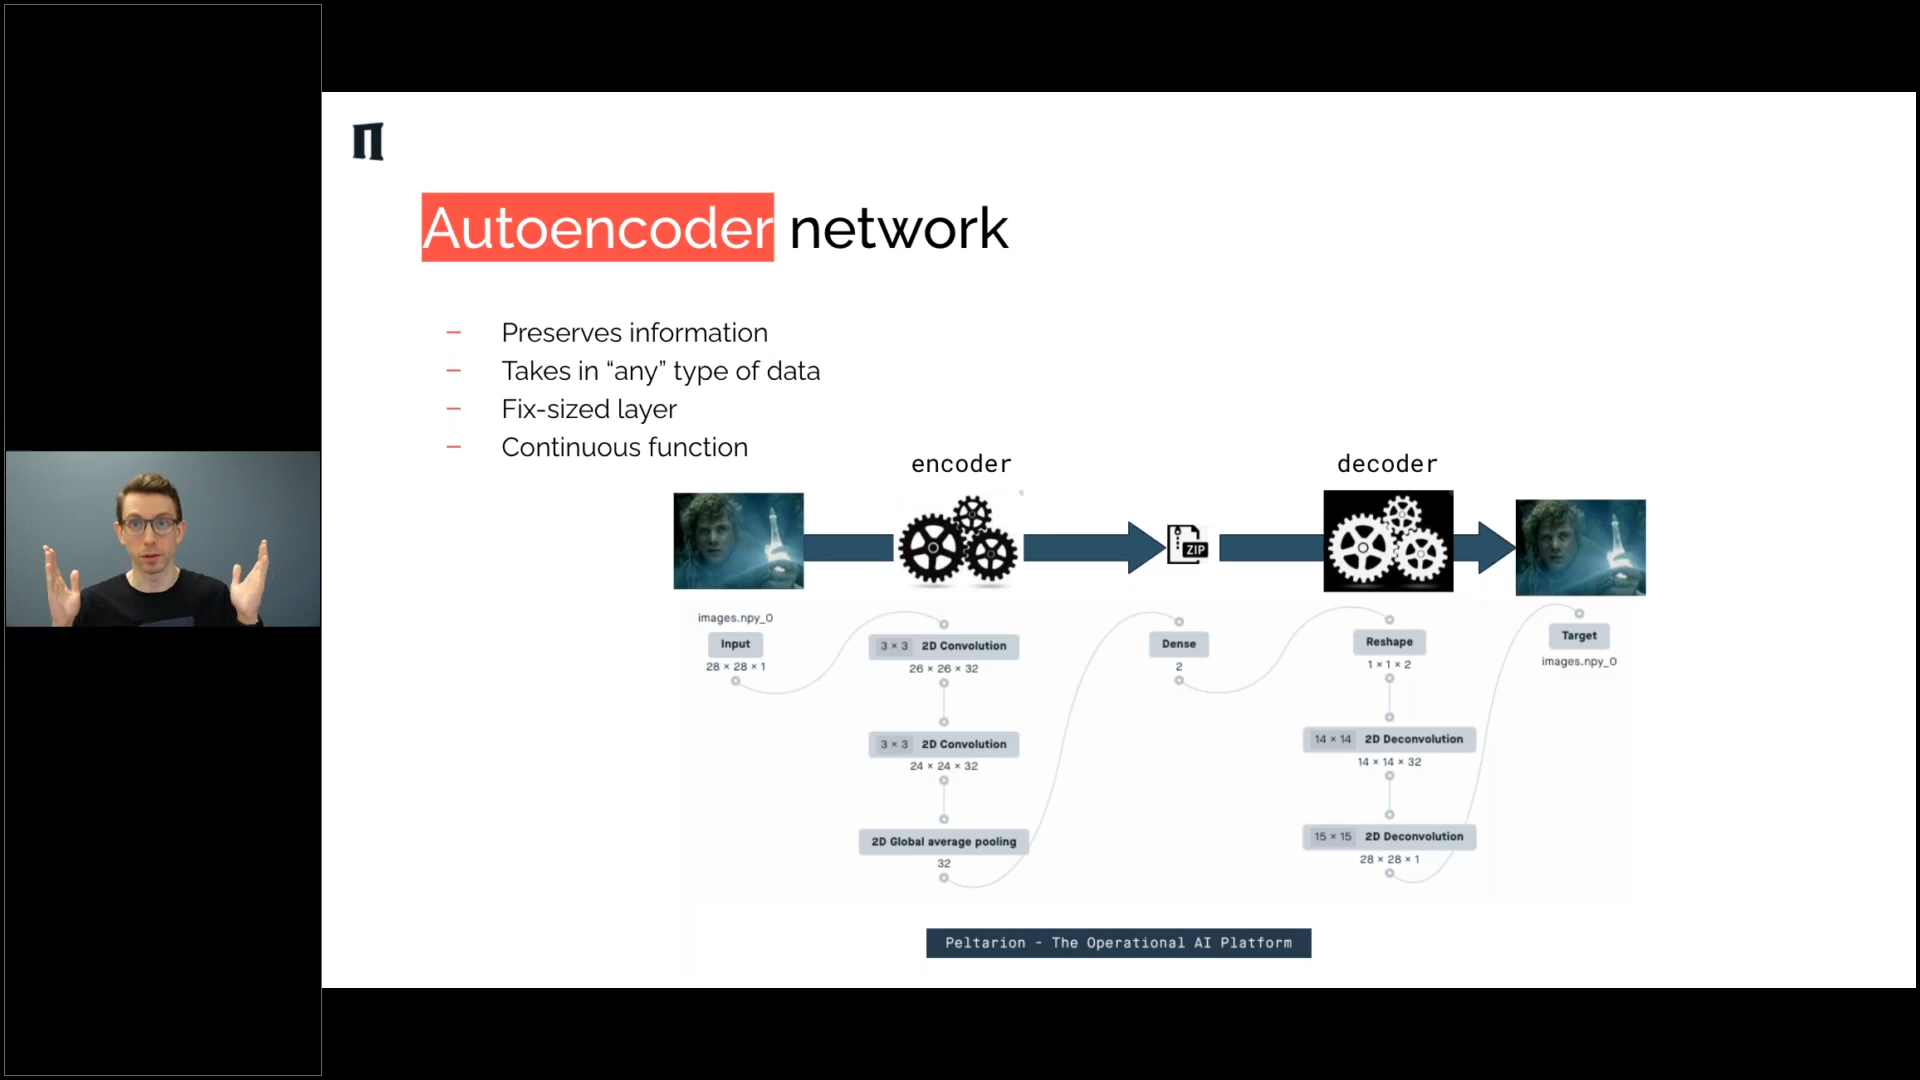 Autoencoder network
– Preserves information
– Takes in “any” type of data
– Fix-sized layer
– Continuous function
encoder
decoder
ZIP
images.npy_0
Input
28 × 28 × 1
3 × 3 2D Convolution
26 × 26 × 32
3 × 3 2D Convolution
24 × 24 × 32
2D Global average pooling
32
Dense
2
Reshape
1 × 1 × 2
14 × 14 2D Deconvolution
14 × 14 × 32
15 × 15 2D Deconvolution
28 × 28 × 1
Target
images.npy_0
Peltarion - The Operational AI Platform